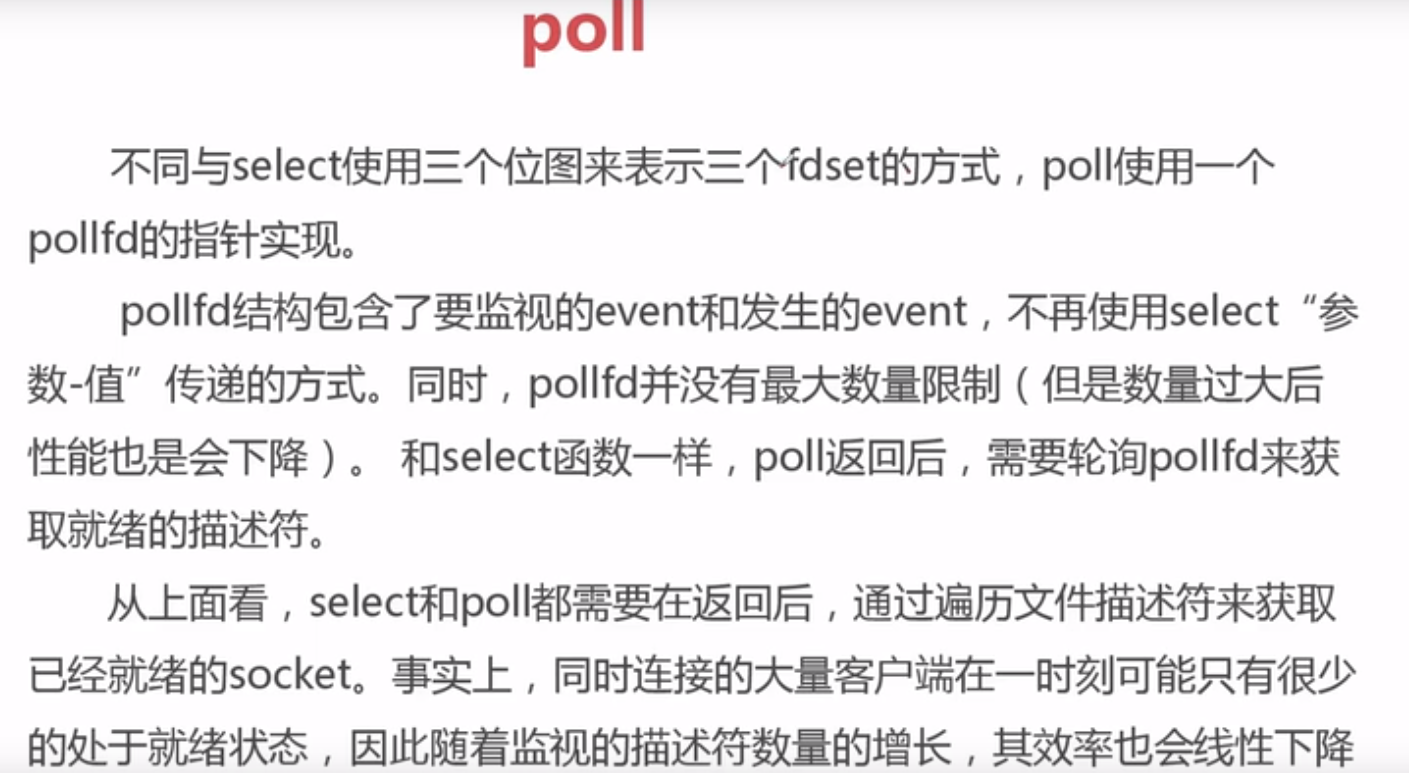 poll
不同与select使用三个位图来表示三个fdset的方式，poll使用一个
pollfd的指针实现。
pollfd结构包含了要监视的event和发生的event，不再使用select“参
数-值”传递的方式。同时，pollfd并没有最大数量限制（但是数量过大后
性能也是会下降）。 和select函数一样，poll返回后，需要轮询pollfd来获
取就绪的描述符。
从上面看，select和poll都需要在返回后，通过遍历文件描述符来获取
已经就绪的socket。事实上，同时连接的大量客户端在一时刻可能只有很少
的处于就绪状态，因此随着监视的描述符数量的增长，其效率也会线性下降